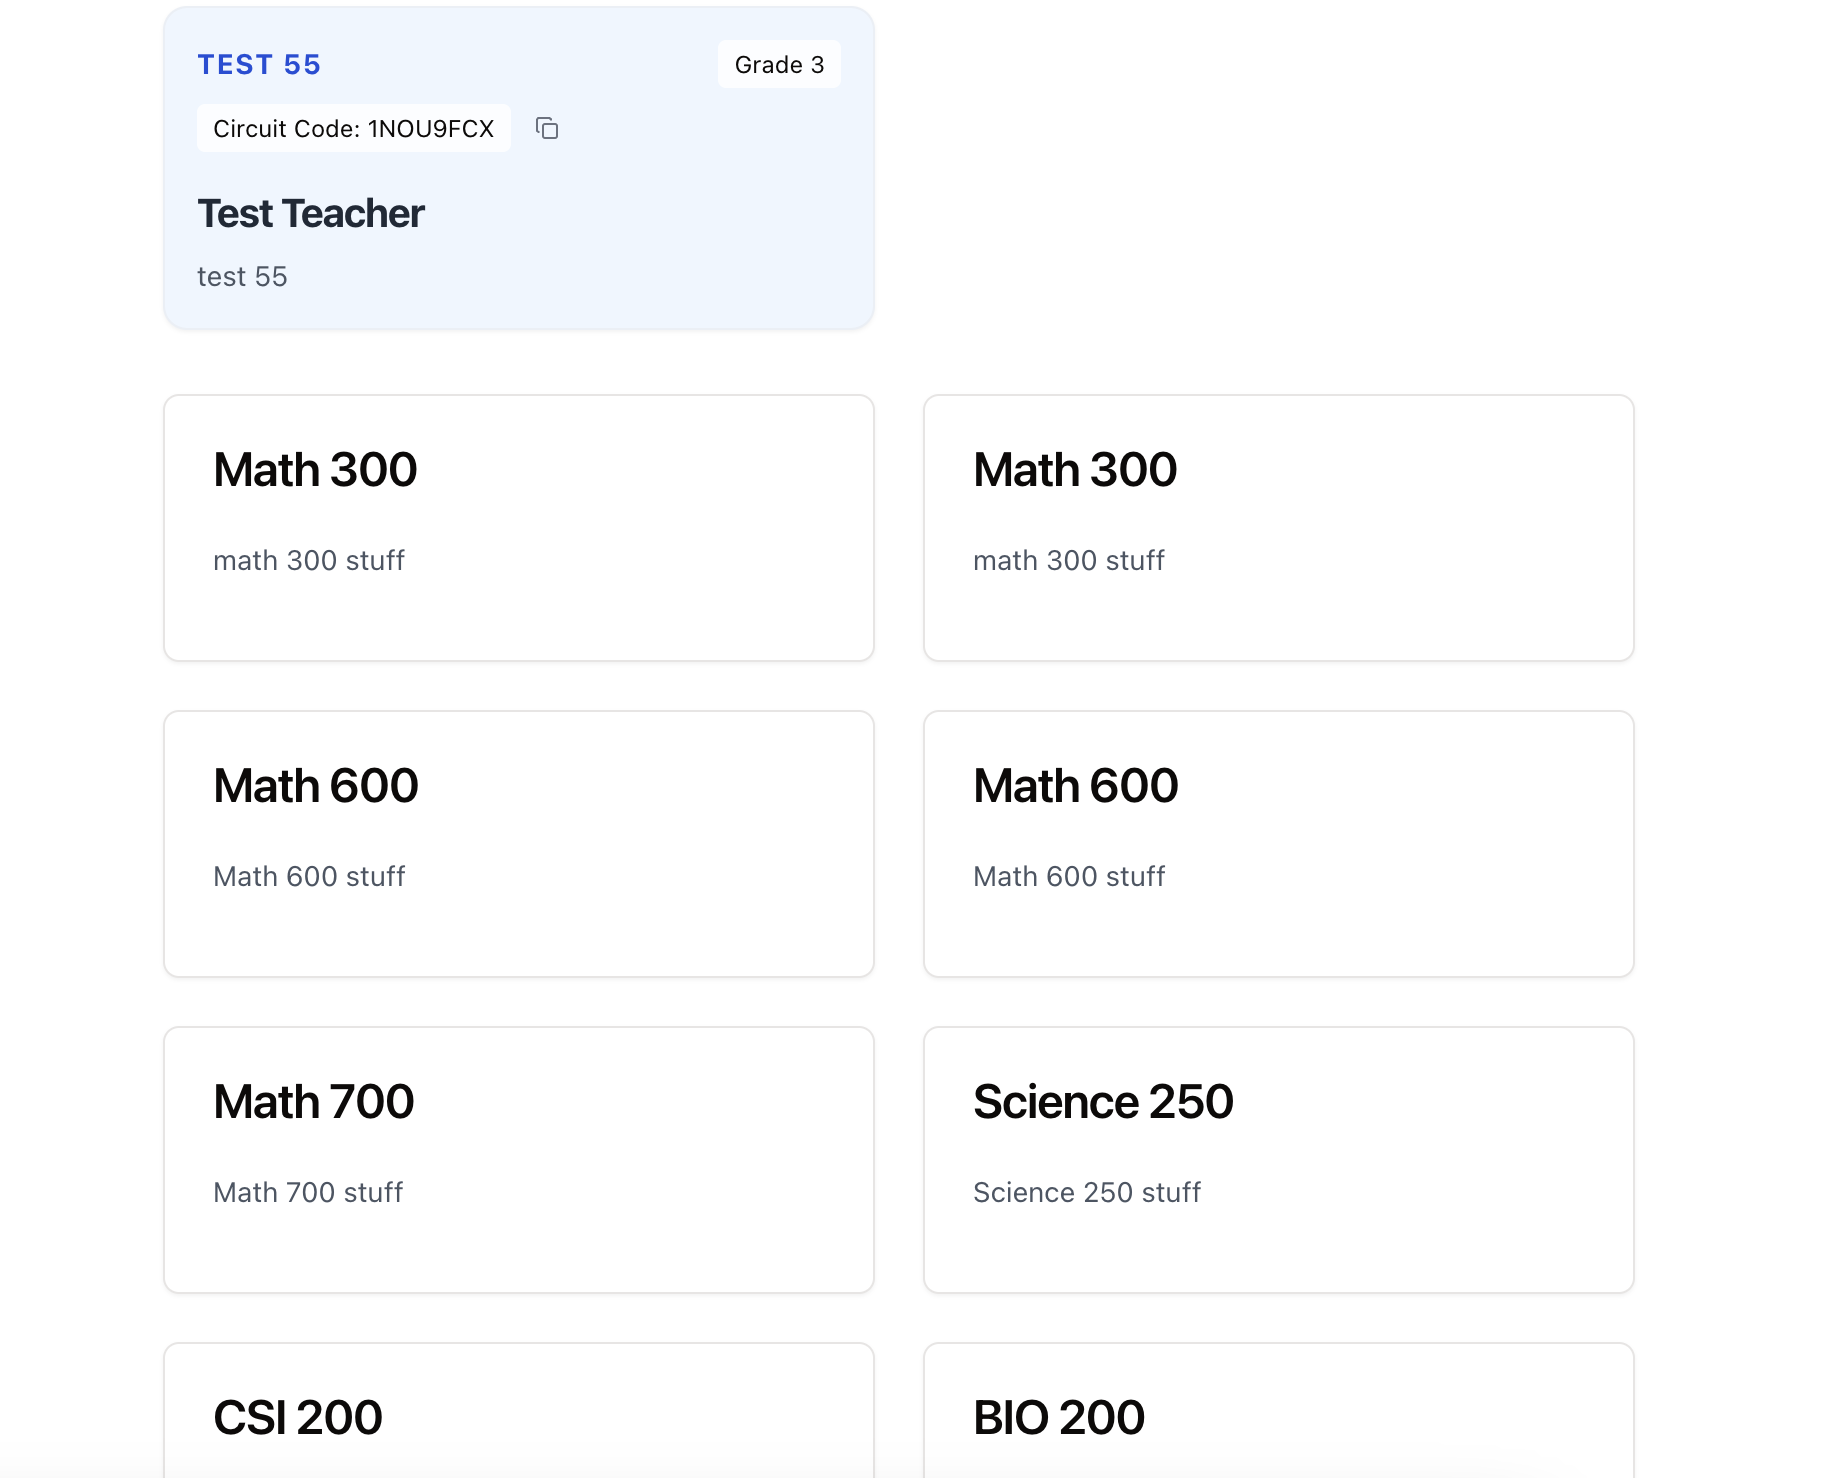 TEST 55
Grade 3
Circuit Code: 1NOU9FCX
Test Teacher
test 55
Math 300
math 300 stuff
Math 300
math 300 stuff
Math 600
Math 600 stuff
Math 600
Math 600 stuff
Math 700
Math 700 stuff
Science 250
Science 250 stuff
CSI 200
BIO 200